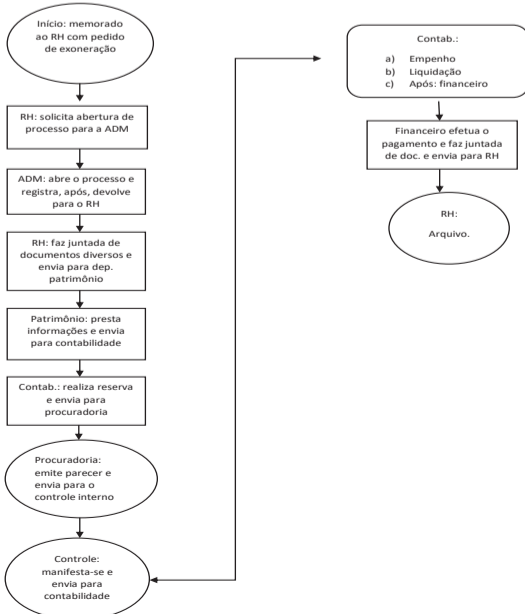 Início: memorado
ao RH com pedido
de exoneração
RH: solicita abertura de
processo para a ADM
ADM: abre o processo e
registra, após, devolve
para o RH
RH: faz juntada de
documentos diversos e
envia para dep.
patrimônio
Patrimônio: presta
informações e envia
para contabilidade
Contab.: realiza reserva
e envia para
procuradoria
Procuradoria:
emite parecer e
envia para o
controle interno
Controle:
manifesta-se e
envia para
contabilidade
Contab.:
a) Empenho
b) Liquidação
c) Após: financeiro
Financeiro efetua o
pagamento e faz juntada
de doc. e envia para RH
RH:
Arquivo.